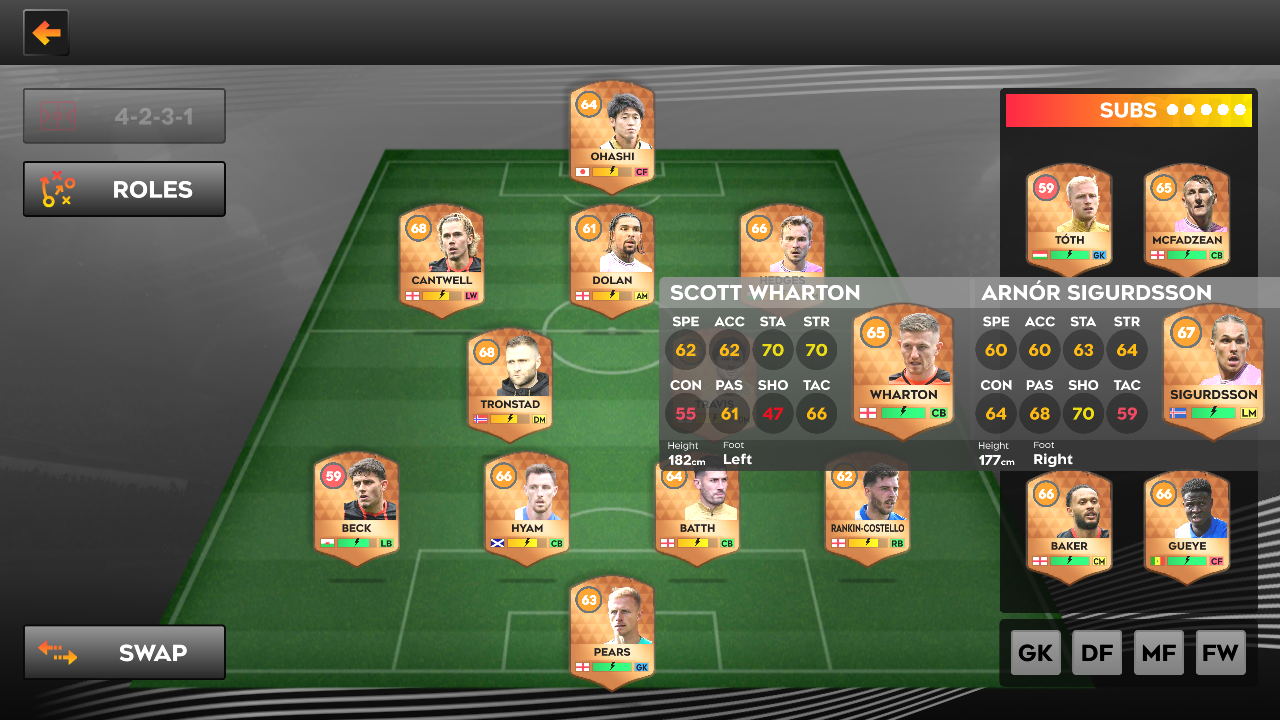 4-2-3-1
ROLES
SWAP
64
OHASHI
CF
68
CANTWELL
LW
61
DOLAN
AM
66
HEDGES
68
TRONSTAD
DM
TRAVIS
59
BECK
LB
66
HYAM
CB
64
BATTH
CB
62
RANKIN-COSTELLO
RB
63
PEARS
GK
SCOTT WHARTON
SPE ACC STA STR
62 62 70 70
CON PAS SHO TAC
55 61 47 66
Height Foot
182cm Left
65
WHARTON
CB
ARNÓR SIGURDSSON
SPE ACC STA STR
60 60 63 64
CON PAS SHO TAC
64 68 70 59
Height Foot
177cm Right
67
SIGURDSSON
LM
SUBS
59
TÓTH
GK
65
MCFADZEAN
CB
66
BAKER
CM
66
GUEYE
CF
GK DF MF FW